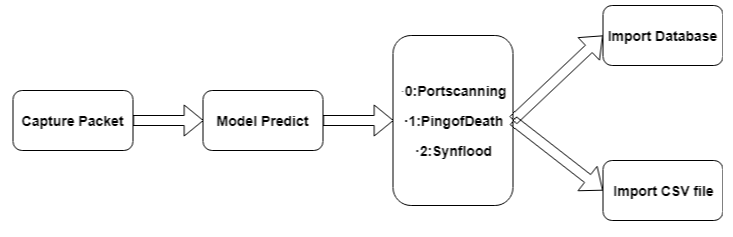 Capture Packet
Model Predict
-0:Portscanning
-1:PingofDeath
-2:Synflood
Import Database
Import CSV file